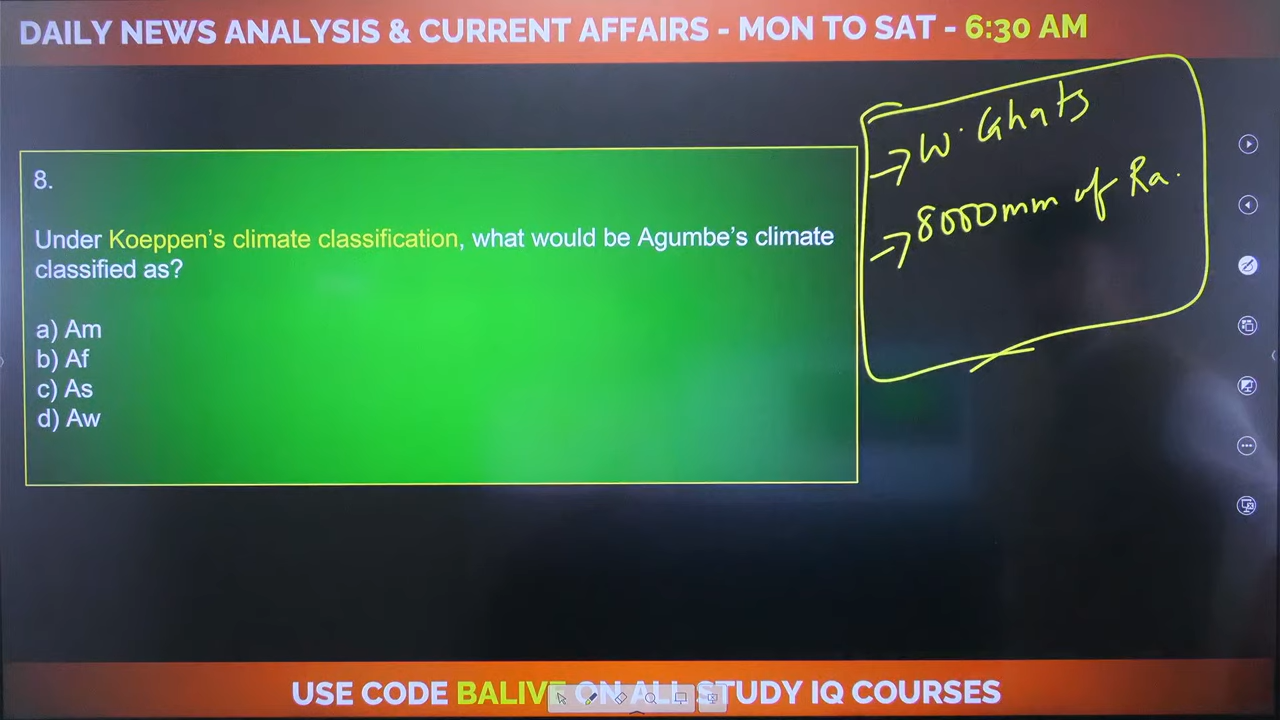 DAILY NEWS ANALYSIS & CURRENT AFFAIRS - MON TO SAT - 6:30 AM
→ W. Ghats
→ 8000mm of Ra.
8.
Under Koeppen's climate classification, what would be Agumbe's climate
classified as?
a) Am
b) Af
c) As
d) Aw
USE CODE BALIVE ON ALL STUDY IQ COURSES